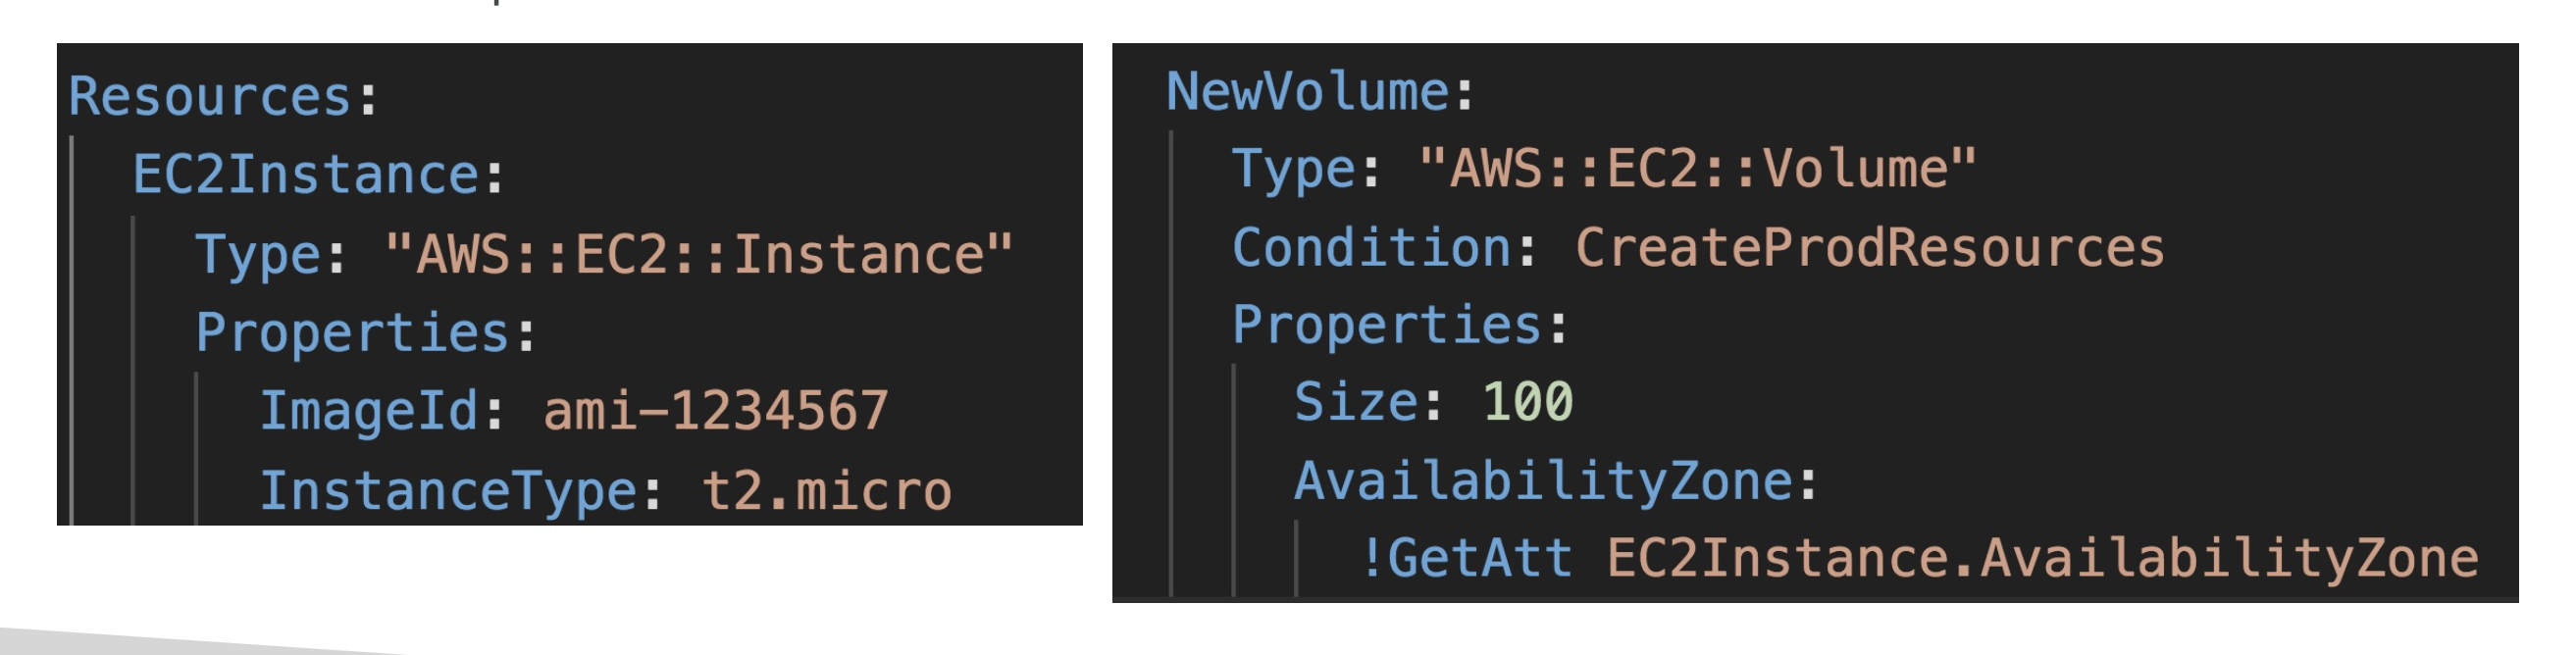 Resources:
EC2Instance:
Type: "AWS::EC2::Instance"
Properties:
ImageId: ami-1234567
InstanceType: t2.micro
NewVolume:
Type: "AWS::EC2::Volume"
Condition: CreateProdResources
Properties:
Size: 100
AvailabilityZone:
!GetAtt EC2Instance.AvailabilityZone